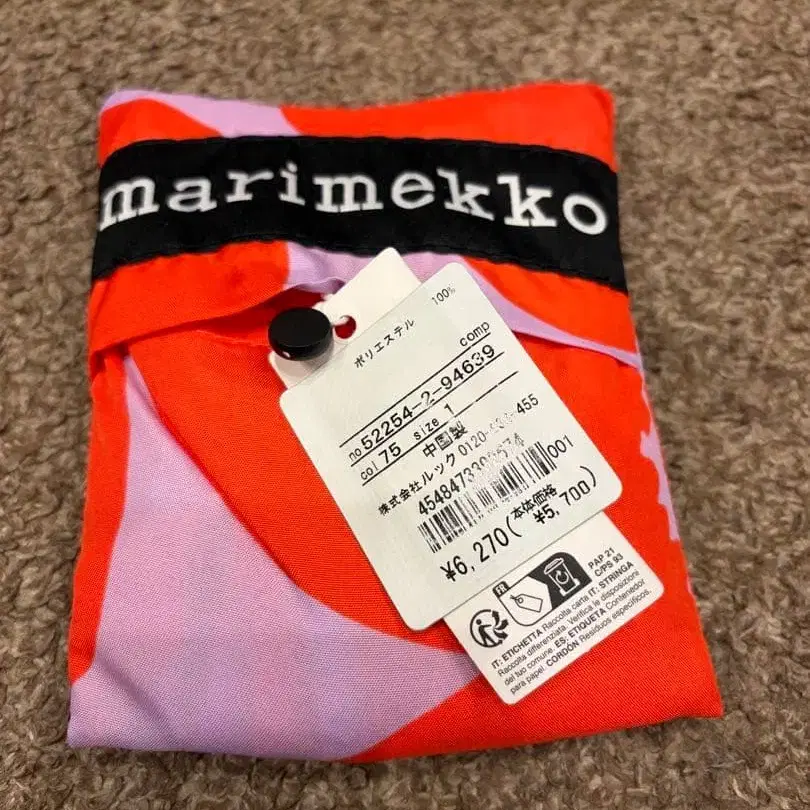 marimekko
ポリエステル 100%
comp
no 52254-2-94639
col 75 size 1
中国製
株式会社ルック 0120- -455
001
¥6,270(本体価格
¥5,700)
FR
PAP 21
C/PS 93
IT: ETICHETTA Raccolta carta IT: STRINGA
Raccolta differenziata. Verifica le disposizione
del tuo comune. ES: ETIQUETA Contenedor
para papel CORDÓN Residuos específicos.